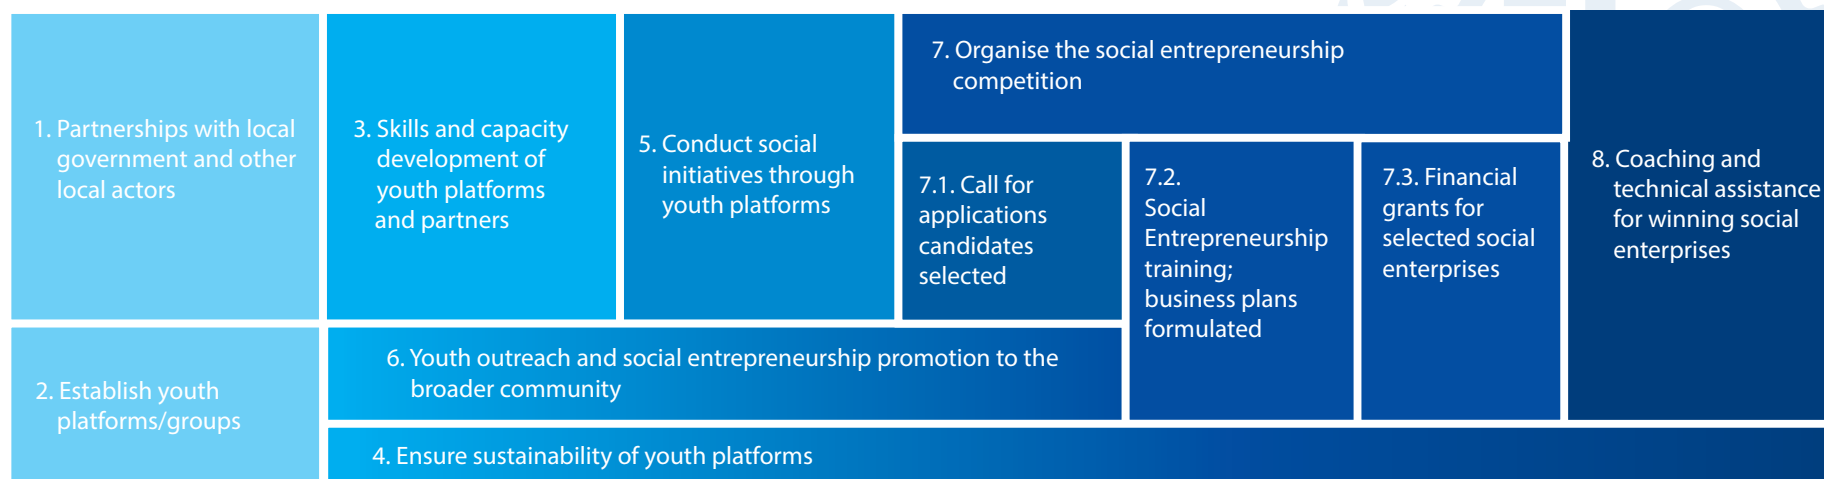 1. Partnerships with local
government and other
local actors
2. Establish youth
platforms/groups
3. Skills and capacity
development of
youth platforms
and partners
4. Ensure sustainability of youth platforms
5. Conduct social
initiatives through
youth platforms
6. Youth outreach and social entrepreneurship promotion to the
broader community
7. Organise the social entrepreneurship
competition
7.1. Call for
applications
candidates
selected
7.2.
Social
Entrepreneurship
training;
business plans
formulated
7.3. Financial
grants for
selected social
enterprises
8. Coaching and
technical assistance
for winning social
enterprises